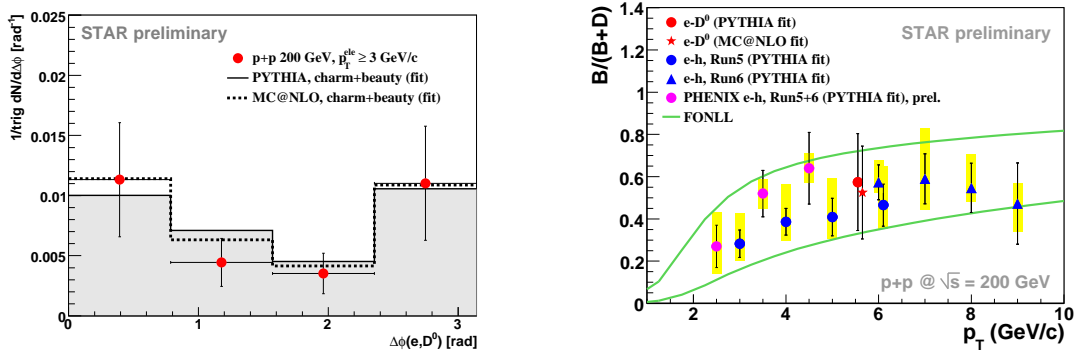 1/trig dN/dΔϕ [rad⁻¹]
0.025
0.02
0.015
0.01
0.005
0
STAR preliminary
p+p 200 GeV, p_T^ele ≥ 3 GeV/c
PYTHIA, charm+beauty (fit)
MC@NLO, charm+beauty (fit)
0 1 2 3
Δϕ(e,D⁰) [rad]
B/(B+D)
1.4
1.2
1
0.8
0.6
0.4
0.2
0
STAR preliminary
e-D⁰ (PYTHIA fit)
e-D⁰ (MC@NLO fit)
e-h, Run5 (PYTHIA fit)
e-h, Run6 (PYTHIA fit)
PHENIX e-h, Run5+6 (PYTHIA fit), prel.
FONLL
p+p @ √s = 200 GeV
2 4 6 8 10
p_T (GeV/c)